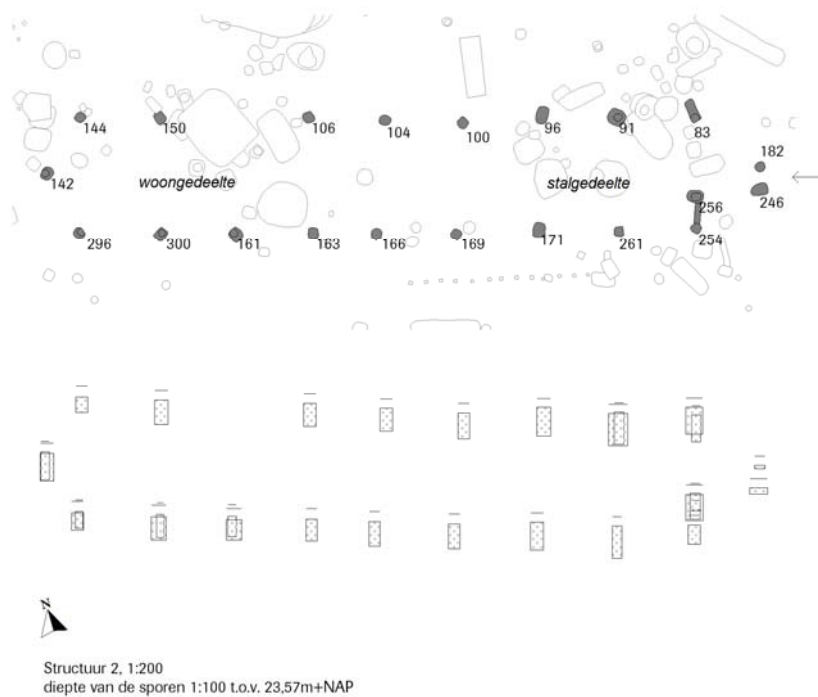 144 150 106 104 100 96 91 83
182
142 woongedeelte stalgedeelte
246
256
296 300 161 163 166 169 171 261 254
N
Structuur 2, 1:200
diepte van de sporen 1:100 t.o.v. 23,57m+NAP